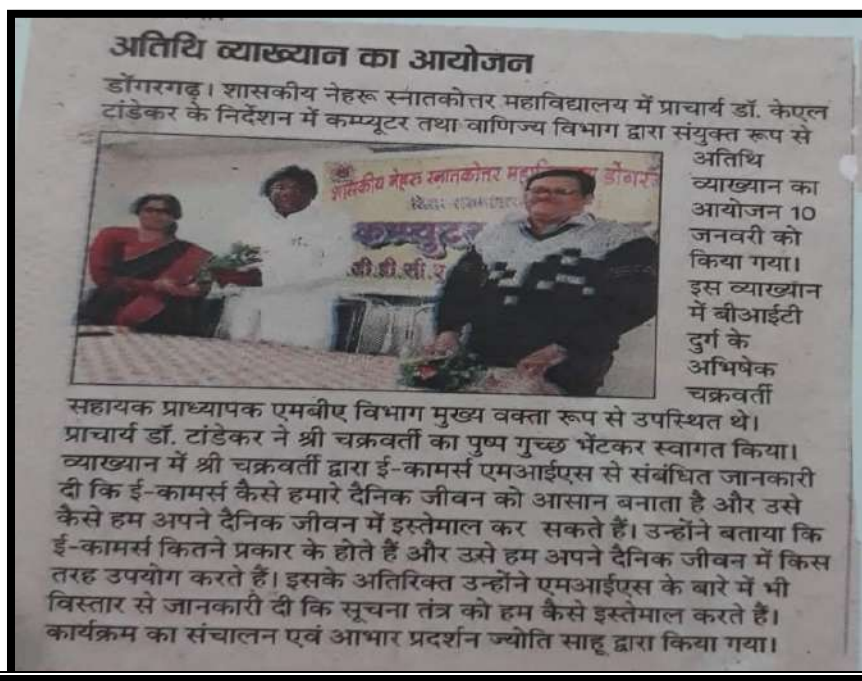 अतिथि व्याख्यान का आयोजन
डोंगरगढ़। शासकीय नेहरू स्नातकोत्तर महाविद्यालय में प्राचार्य डॉ. केएल
टांडेकर के निर्देशन में कम्प्यूटर तथा वाणिज्य विभाग द्वारा संयुक्त रूप से
अतिथि
व्याख्यान का
आयोजन 10
जनवरी को
किया गया।
इस व्याख्यान
में बीआईटी
दुर्ग के
अभिषेक
चक्रवर्ती
शासकीय नेहरू स्नातकोत्तर डोंगर
कम्प्यूटर
सहायक प्राध्यापक एमबीए विभाग मुख्य वक्ता रूप से उपस्थित थे।
प्राचार्य डॉ. टांडेकर ने श्री चक्रवर्ती का पुष्प गुच्छ भेंटकर स्वागत किया।
व्याख्यान में श्री चक्रवर्ती द्वारा ई-कामर्स एमआईएस से संबंधित जानकारी
दी कि ई-कामर्स कैसे हमारे दैनिक जीवन को आसान बनाता है और उसे
कैसे हम अपने दैनिक जीवन में इस्तेमाल कर सकते हैं। उन्होंने बताया कि
ई-कामर्स कितने प्रकार के होते हैं और उसे हम अपने दैनिक जीवन में किस
तरह उपयोग करते हैं। इसके अतिरिक्त उन्होंने एमआईएस के बारे में भी
विस्तार से जानकारी दी कि सूचना तंत्र को हम कैसे इस्तेमाल करते हैं।
कार्यक्रम का संचालन एवं आभार प्रदर्शन ज्योति साहू द्वारा किया गया।